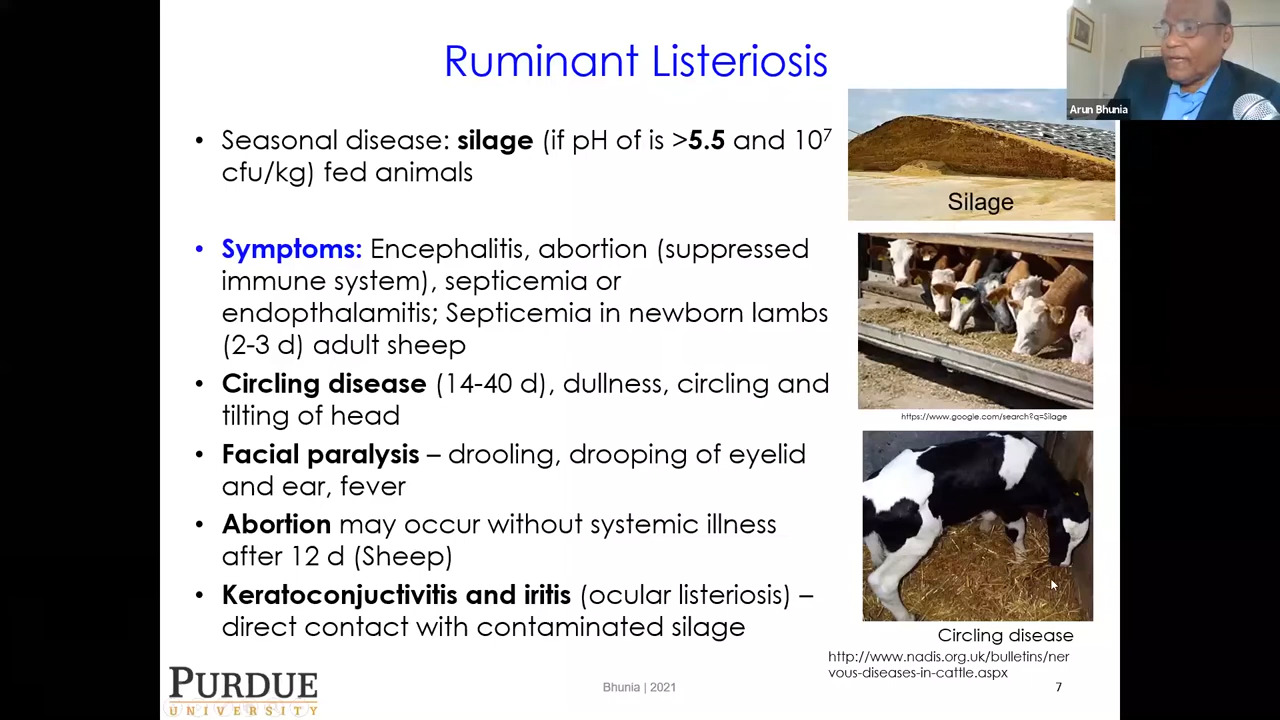 Ruminant Listeriosis
Arun Bhunia
• Seasonal disease: silage (if pH of is >5.5 and 10⁷
cfu/kg) fed animals
• Symptoms: Encephalitis, abortion (suppressed
immune system), septicemia or
endopthalamitis; Septicemia in newborn lambs
(2-3 d) adult sheep
• Circling disease (14-40 d), dullness, circling and
tilting of head
• Facial paralysis – drooling, drooping of eyelid
and ear, fever
• Abortion may occur without systemic illness
after 12 d (Sheep)
• Keratoconjuctivitis and iritis (ocular listeriosis) –
direct contact with contaminated silage
Silage
https://www.google.com/search?q=Silage
Circling disease
http://www.nadis.org.uk/bulletins/ner
vous-diseases-in-cattle.aspx
PURDUE
UNIVERSITY
Bhunia | 2021
7